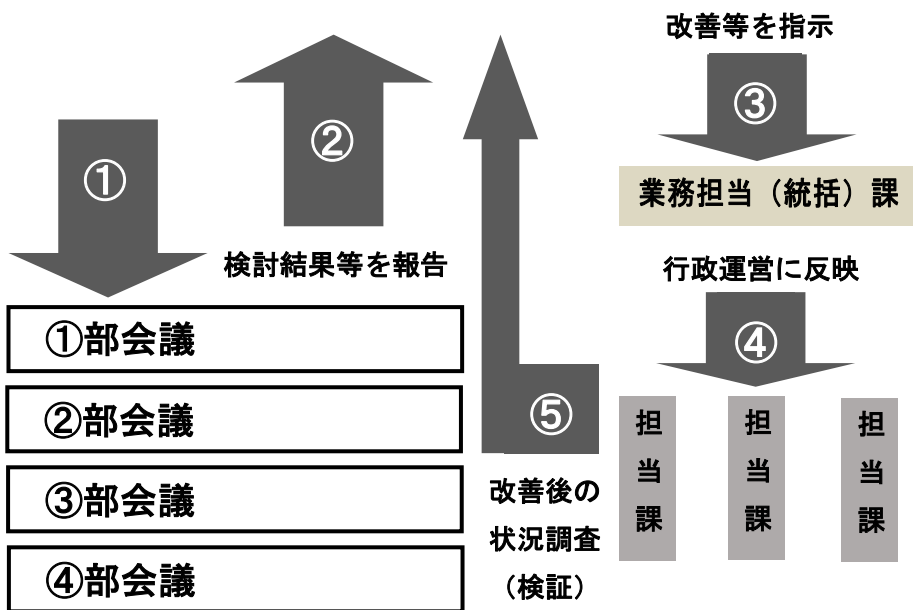 ①
②
検討結果等を報告
①部会議
②部会議
③部会議
④部会議
⑤
改善後の
状況調査
（検証）
改善等を指示
③
業務担当（統括）課
行政運営に反映
④
担当課
担当課
担当課